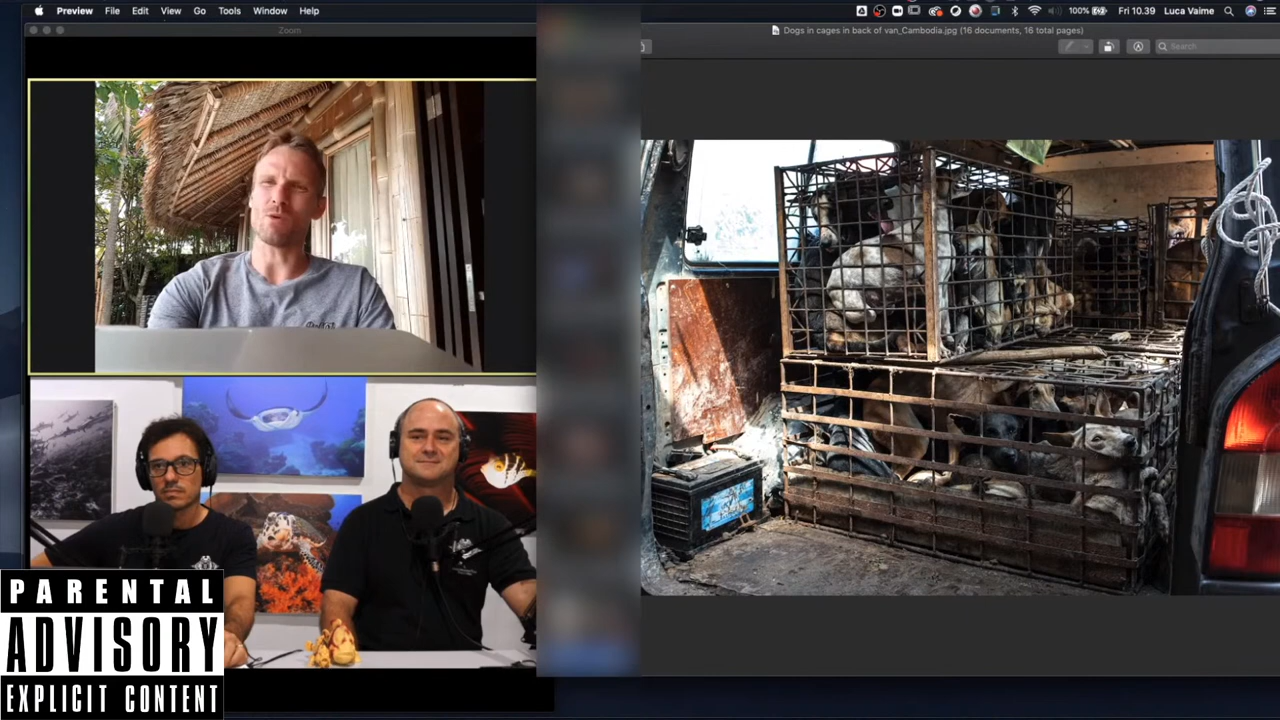 Preview File Edit View Go Tools Window Help
100% Fri 10.39 Luca Vaime
Zoom
Dogs in cages in back of van_Cambodia.jpg (16 documents, 16 total pages)
Search
PARENTAL
ADVISORY
EXPLICIT CONTENT